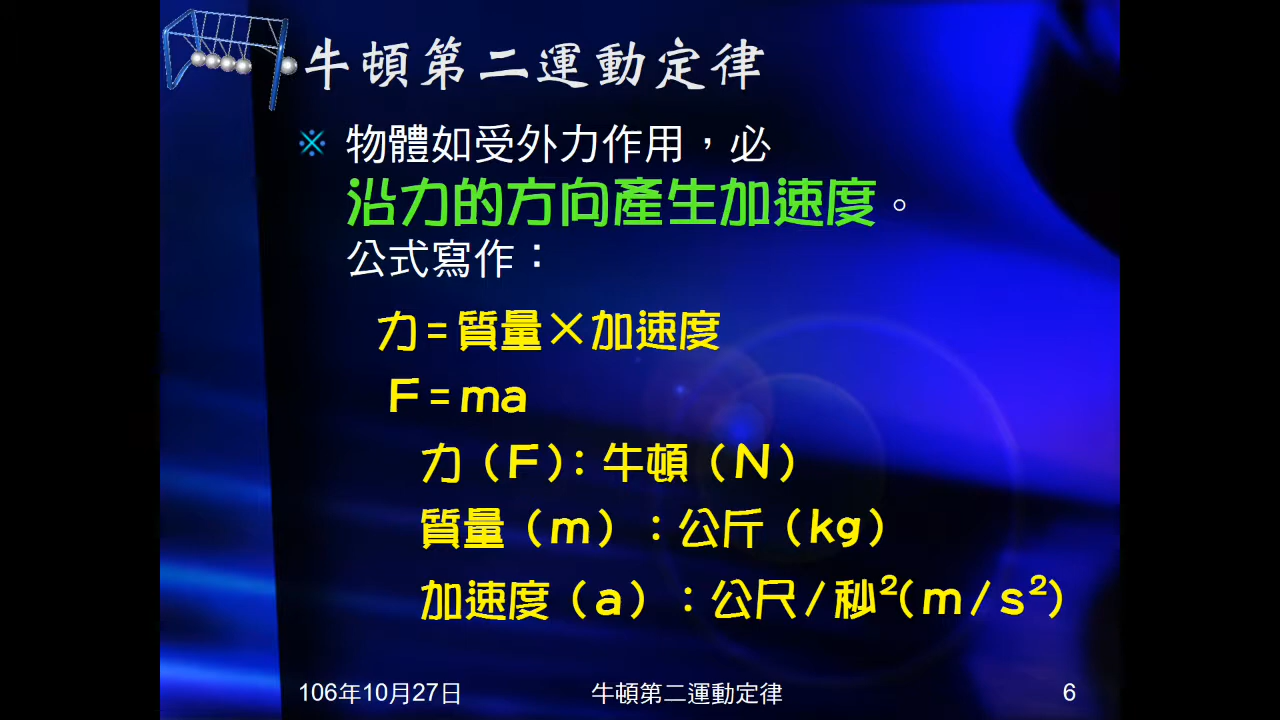 牛頓第二運動定律
※ 物體如受外力作用，必
沿力的方向產生加速度。
公式寫作：
力=質量×加速度
F=ma
力（F）：牛頓（N）
質量（m）：公斤（kg）
加速度（a）：公尺/秒²(m/s²)
106年10月27日 牛頓第二運動定律 6